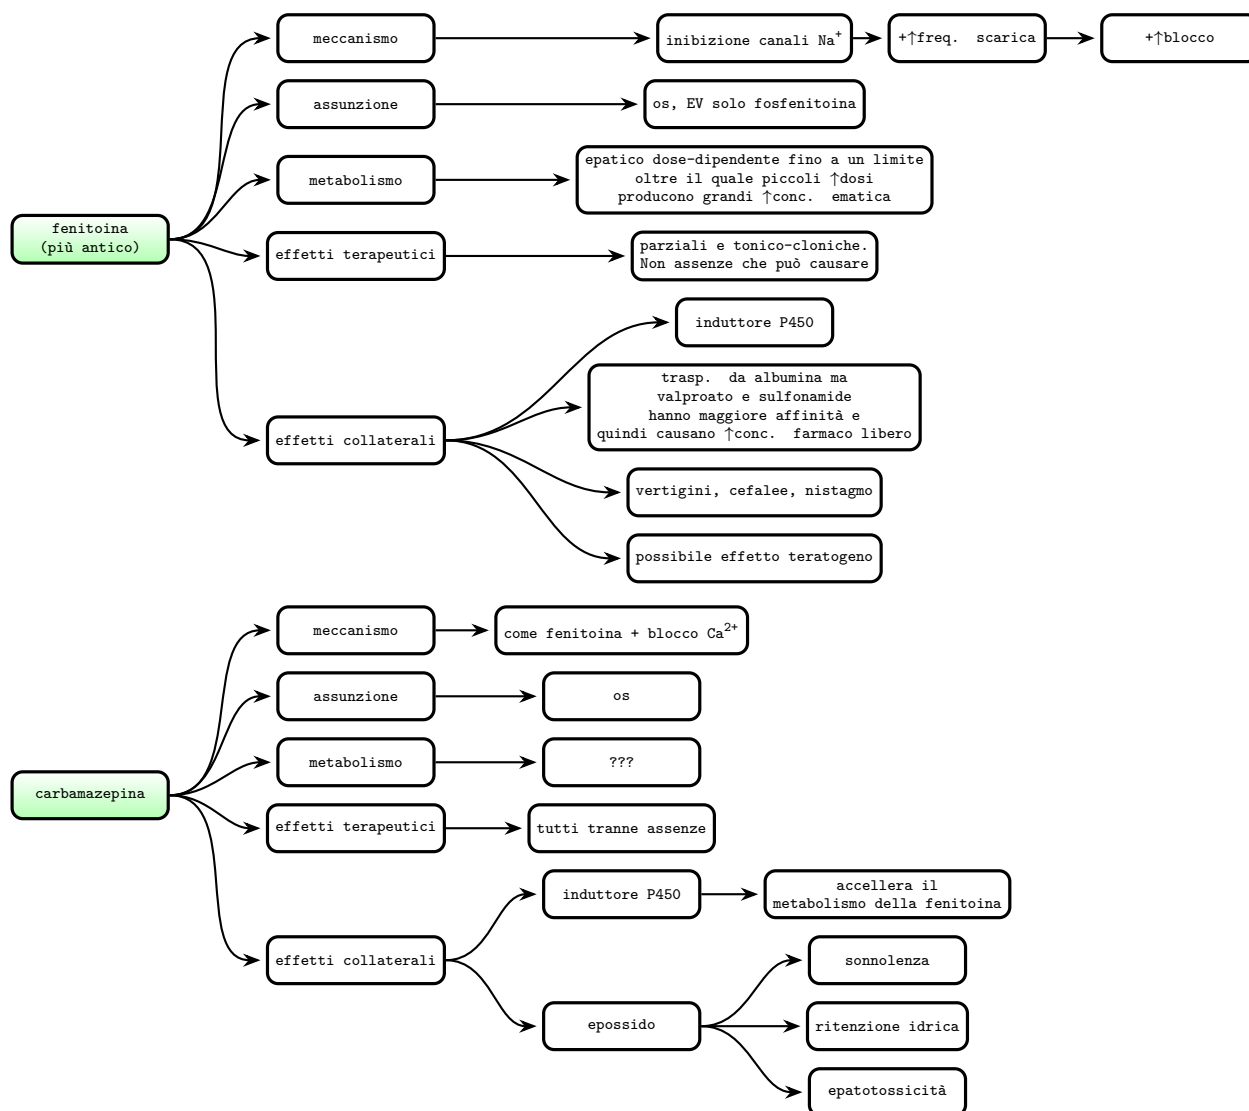 fenitoina
(più antico)
meccanismo
inibizione canali Na⁺
+↑freq. scarica
+↑blocco
assunzione
os, EV solo fosfenitoina
metabolismo
epatico dose-dipendente fino a un limite
oltre il quale piccoli ↑dosi
producono grandi ↑conc. ematica
effetti terapeutici
parziali e tonico-cloniche.
Non assenze che può causare
effetti collaterali
induttore P450
trasp. da albumina ma
valproato e sulfonamide
hanno maggiore affinità e
quindi causano ↑conc. farmaco libero
vertigini, cefalee, nistagmo
possibile effetto teratogeno
carbamazepina
meccanismo
come fenitoina + blocco Ca²⁺
assunzione
os
metabolismo
???
effetti terapeutici
tutti tranne assenze
effetti collaterali
induttore P450
accellera il
metabolismo della fenitoina
epossido
sonnolenza
ritenzione idrica
epatotossicità